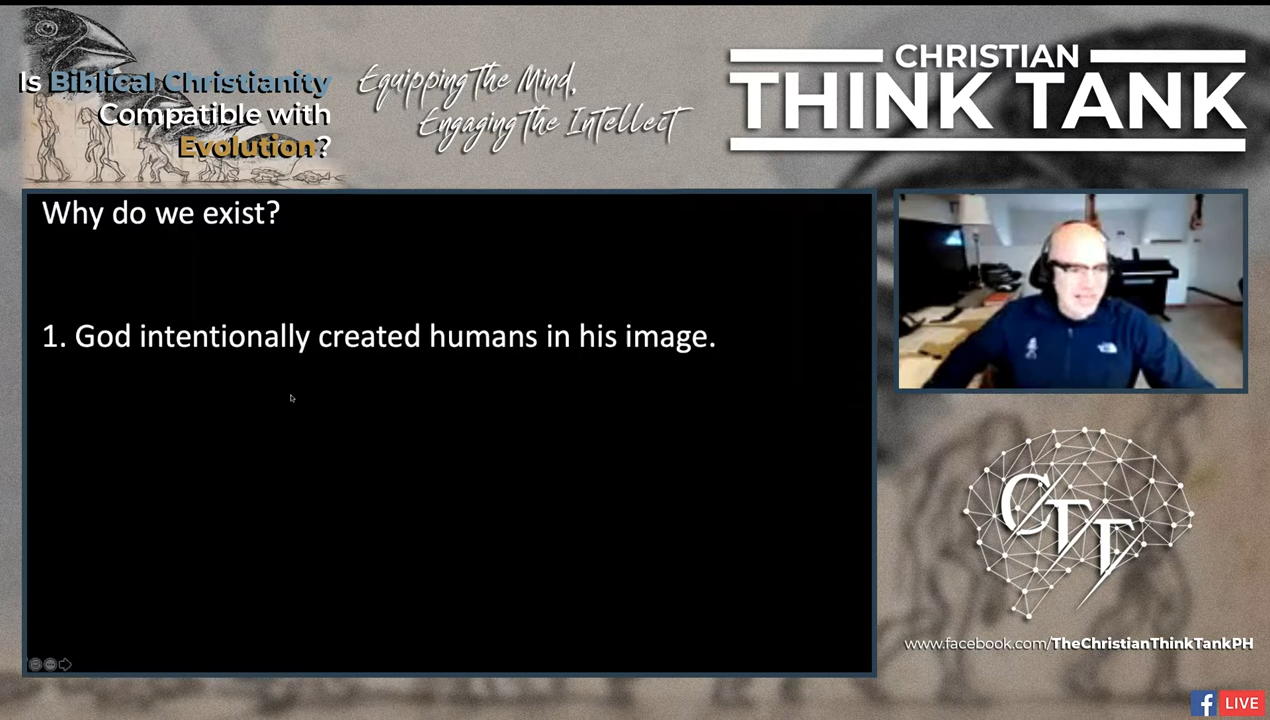 Is Biblical Christianity
Compatible with
Evolution?
Equipping The Mind,
Engaging The Intellect
CHRISTIAN
THINK TANK
Why do we exist?
1. God intentionally created humans in his image.
CTT
www.facebook.com/TheChristianThinkTankPH
f LIVE